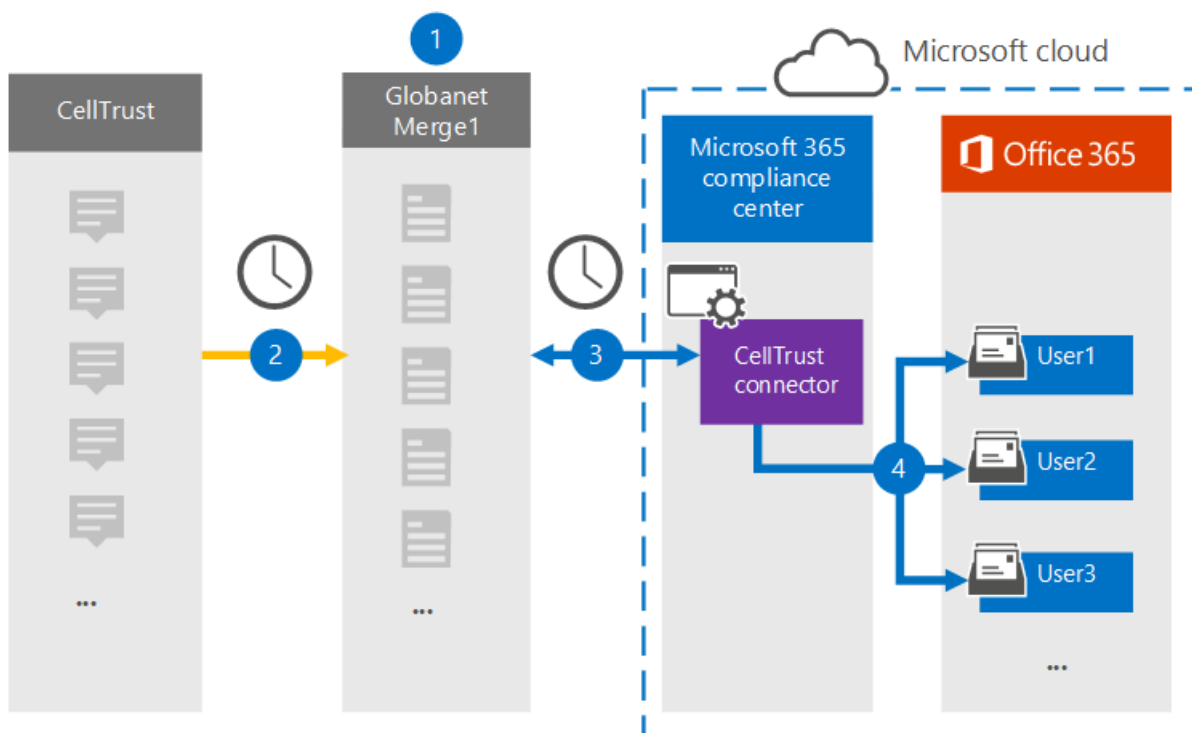 1
Microsoft cloud
CellTrust
Globanet
Merge1
Microsoft 365
compliance
center
Office 365
2
3
CellTrust
connector
4
User1
User2
User3
...
...
...